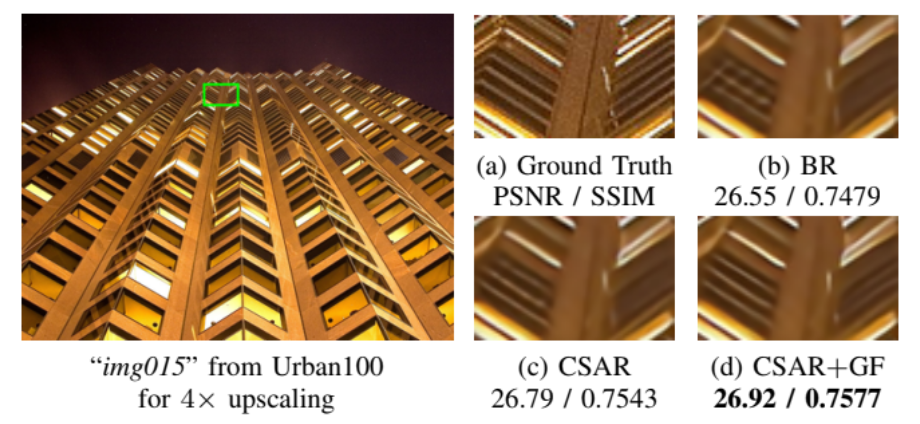 “img015” from Urban100
for 4× upscaling
(a) Ground Truth
PSNR / SSIM
(b) BR
26.55 / 0.7479
(c) CSAR
26.79 / 0.7543
(d) CSAR+GF
26.92 / 0.7577